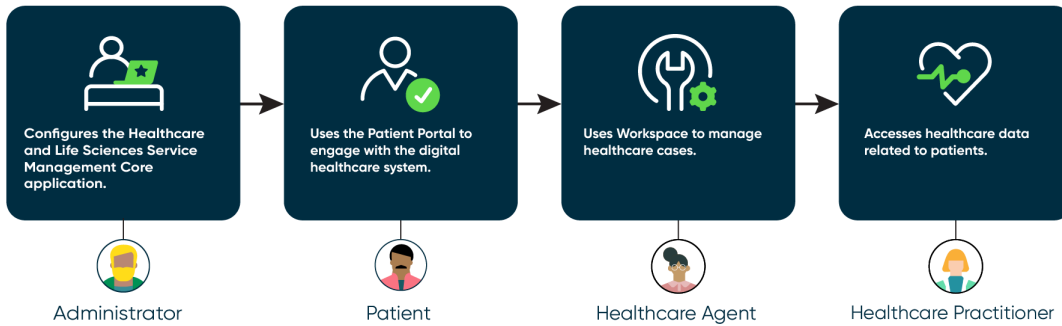 Configures the Healthcare
and Life Sciences Service
Management Core
application.
Uses the Patient Portal to
engage with the digital
healthcare system.
Uses Workspace to manage
healthcare cases.
Accesses healthcare data
related to patients.
Administrator
Patient
Healthcare Agent
Healthcare Practitioner